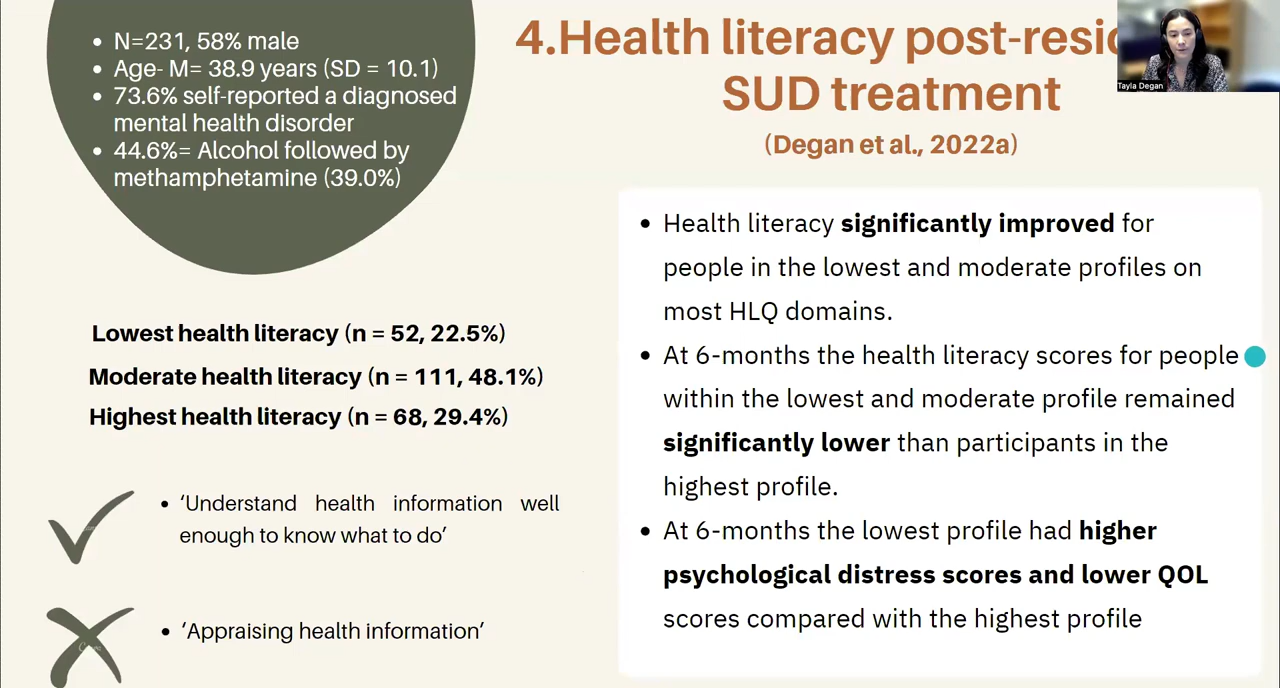 • N=231, 58% male
• Age- M= 38.9 years (SD = 10.1)
• 73.6% self-reported a diagnosed
mental health disorder
• 44.6%= Alcohol followed by
methamphetamine (39.0%)
4.Health literacy post-resi
SUD treatment
(Degan et al., 2022a)
Tayla Degan
Lowest health literacy (n = 52, 22.5%)
Moderate health literacy (n = 111, 48.1%)
Highest health literacy (n = 68, 29.4%)
• ‘Understand health information well
enough to know what to do’
• ‘Appraising health information’
• Health literacy significantly improved for
people in the lowest and moderate profiles on
most HLQ domains.
• At 6-months the health literacy scores for people
within the lowest and moderate profile remained
significantly lower than participants in the
highest profile.
• At 6-months the lowest profile had higher
psychological distress scores and lower QOL
scores compared with the highest profile